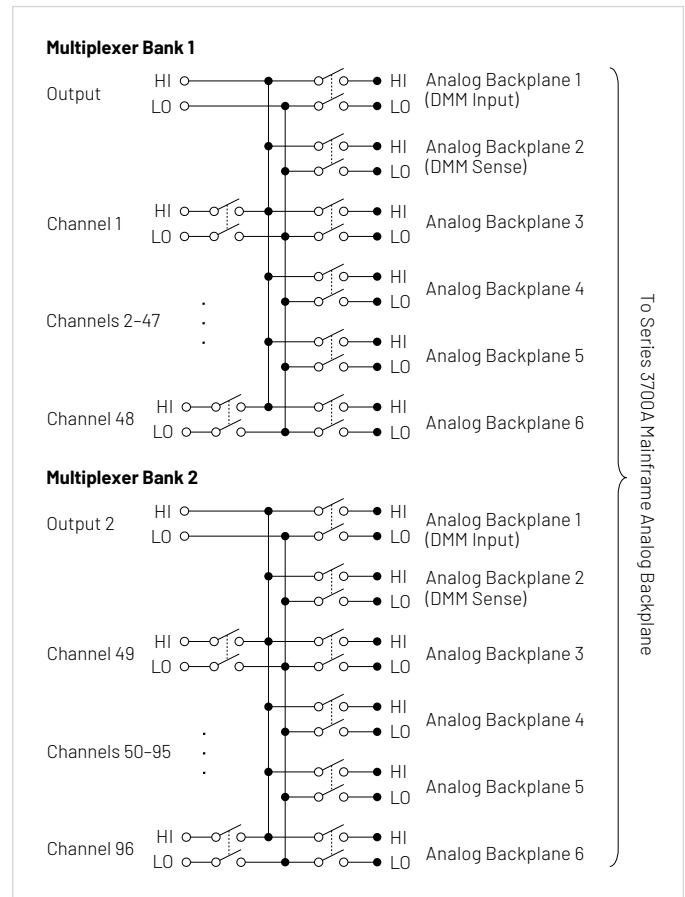 Multiplexer Bank 1
Output
HI
LO
HI
LO
Analog Backplane 1
(DMM Input)
HI
LO
Analog Backplane 2
(DMM Sense)
Channel 1
HI
LO
HI
LO
Analog Backplane 3
HI
LO
Analog Backplane 4
Channels 2–47
HI
LO
Analog Backplane 5
Channel 48
HI
LO
HI
LO
Analog Backplane 6
Multiplexer Bank 2
Output 2
HI
LO
HI
LO
Analog Backplane 1
(DMM Input)
HI
LO
Analog Backplane 2
(DMM Sense)
Channel 49
HI
LO
HI
LO
Analog Backplane 3
HI
LO
Analog Backplane 4
Channels 50–95
HI
LO
Analog Backplane 5
Channel 96
HI
LO
HI
LO
Analog Backplane 6
To Series 3700A Mainframe Analog Backplane